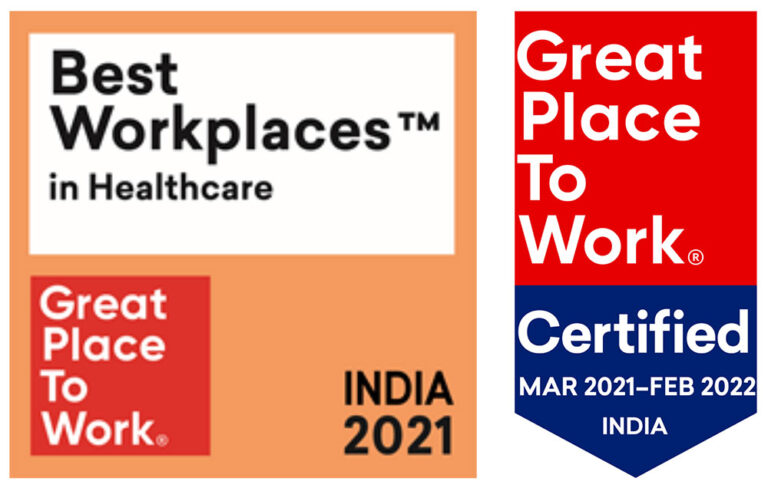 Best
Workplaces™
in Healthcare
Great
Place
To
Work®
INDIA
2021
Great
Place
To
Work®
Certified
MAR 2021–FEB 2022
INDIA